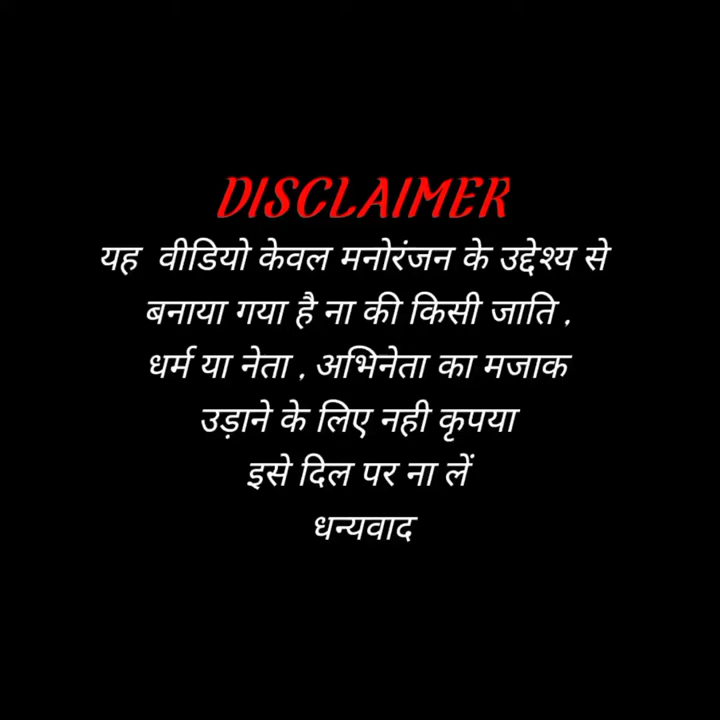 DISCLAIMER
यह वीडियो केवल मनोरंजन के उद्देश्य से
बनाया गया है ना की किसी जाति ,
धर्म या नेता , अभिनेता का मजाक
उड़ाने के लिए नही कृपया
इसे दिल पर ना लें
धन्यवाद